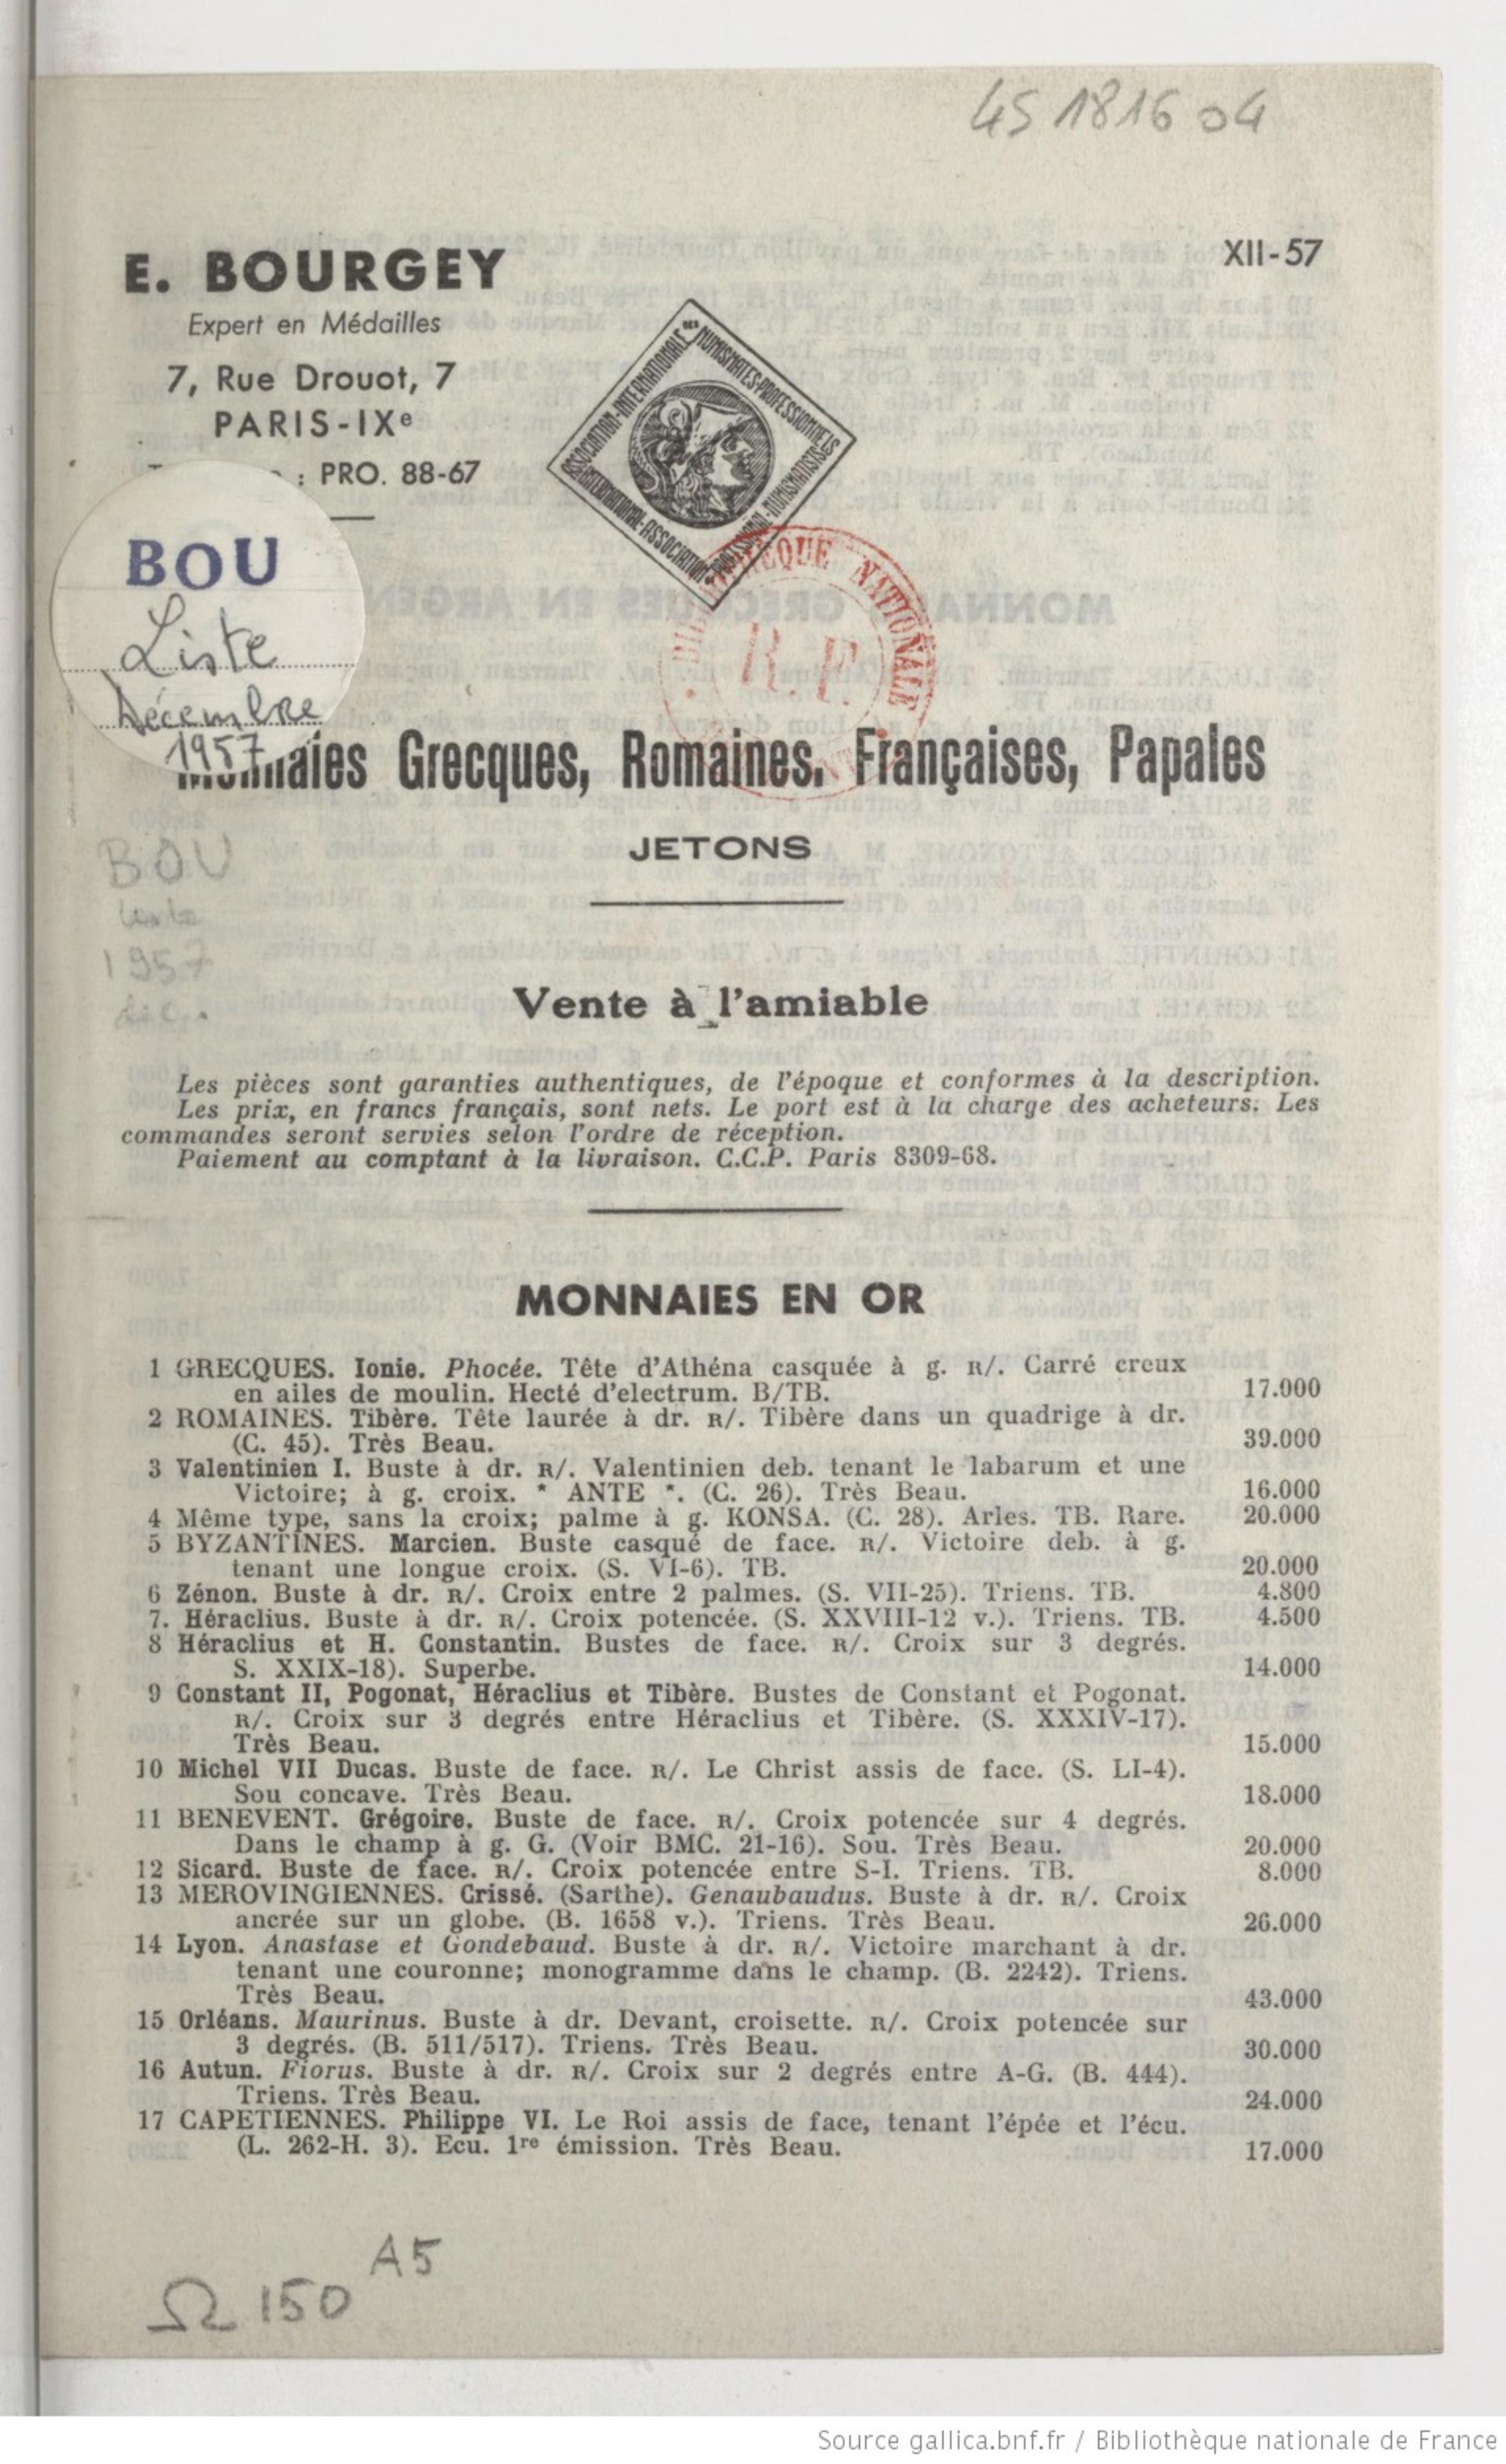 45 1816 04
E. BOURGEY
XII-57
Expert en Médailles
7, Rue Drouot, 7
PARIS-IXe
: PRO. 88-67
ASSOCIATION-INTERNATIONALE DES NUMISMATES-PROFESSIONNELS
INTERNATIONAL-ASSOCIATION
NATIONALE
R. F.
BOU
Liste
Décembre
1957
Monnaies Grecques, Romaines, Françaises, Papales
JETONS
BOU
1957
dec.
Vente à l'amiable
Les pièces sont garanties authentiques, de l'époque et conformes à la description.
Les prix, en francs français, sont nets. Le port est à la charge des acheteurs. Les
commandes seront servies selon l'ordre de réception.
Paiement au comptant à la livraison. C.C.P. Paris 8309-68.
MONNAIES EN OR
1 GRECQUES. Ionie. Phocée. Tête d'Athéna casquée à g. R/. Carré creux
en ailes de moulin. Hecté d'electrum. B/TB. 17.000
2 ROMAINES. Tibère. Tête laurée à dr. R/. Tibère dans un quadrige à dr.
(C. 45). Très Beau. 39.000
3 Valentinien I. Buste à dr. R/. Valentinien deb. tenant le labarum et une
Victoire; à g. croix. * ANTE *. (C. 26). Très Beau. 16.000
4 Même type, sans la croix; palme à g. KONSA. (C. 28). Arles. TB. Rare. 20.000
5 BYZANTINES. Marcien. Buste casqué de face. R/. Victoire deb. à g.
tenant une longue croix. (S. VI-6). TB. 20.000
6 Zénon. Buste à dr. R/. Croix entre 2 palmes. (S. VII-25). Triens. TB. 4.800
7. Héraclius. Buste à dr. R/. Croix potencée. (S. XXVIII-12 v.). Triens. TB. 4.500
8 Héraclius et H. Constantin. Bustes de face. R/. Croix sur 3 degrés.
S. XXIX-18). Superbe. 14.000
9 Constant II, Pogonat, Héraclius et Tibère. Bustes de Constant et Pogonat.
R/. Croix sur 3 degrés entre Héraclius et Tibère. (S. XXXIV-17).
Très Beau. 15.000
10 Michel VII Ducas. Buste de face. R/. Le Christ assis de face. (S. LI-4).
Sou concave. Très Beau. 18.000
11 BENEVENT. Grégoire. Buste de face. R/. Croix potencée sur 4 degrés.
Dans le champ à g. G. (Voir BMC. 21-16). Sou. Très Beau. 20.000
12 Sicard. Buste de face. R/. Croix potencée entre S-I. Triens. TB. 8.000
13 MEROVINGIENNES. Crissé. (Sarthe). Genaubaudus. Buste à dr. R/. Croix
ancrée sur un globe. (B. 1658 v.). Triens. Très Beau. 26.000
14 Lyon. Anastase et Gondebaud. Buste à dr. R/. Victoire marchant à dr.
tenant une couronne; monogramme dans le champ. (B. 2242). Triens.
Très Beau. 43.000
15 Orléans. Maurinus. Buste à dr. Devant, croisette. R/. Croix potencée sur
3 degrés. (B. 511/517). Triens. Très Beau. 30.000
16 Autun. Fiorus. Buste à dr. R/. Croix sur 2 degrés entre A-G. (B. 444).
Triens. Très Beau. 24.000
17 CAPETIENNES. Philippe VI. Le Roi assis de face, tenant l'épée et l'écu.
(L. 262-H. 3). Ecu. 1re émission. Très Beau. 17.000
A5
Ω 150
Source gallica.bnf.fr / Bibliothèque nationale de France